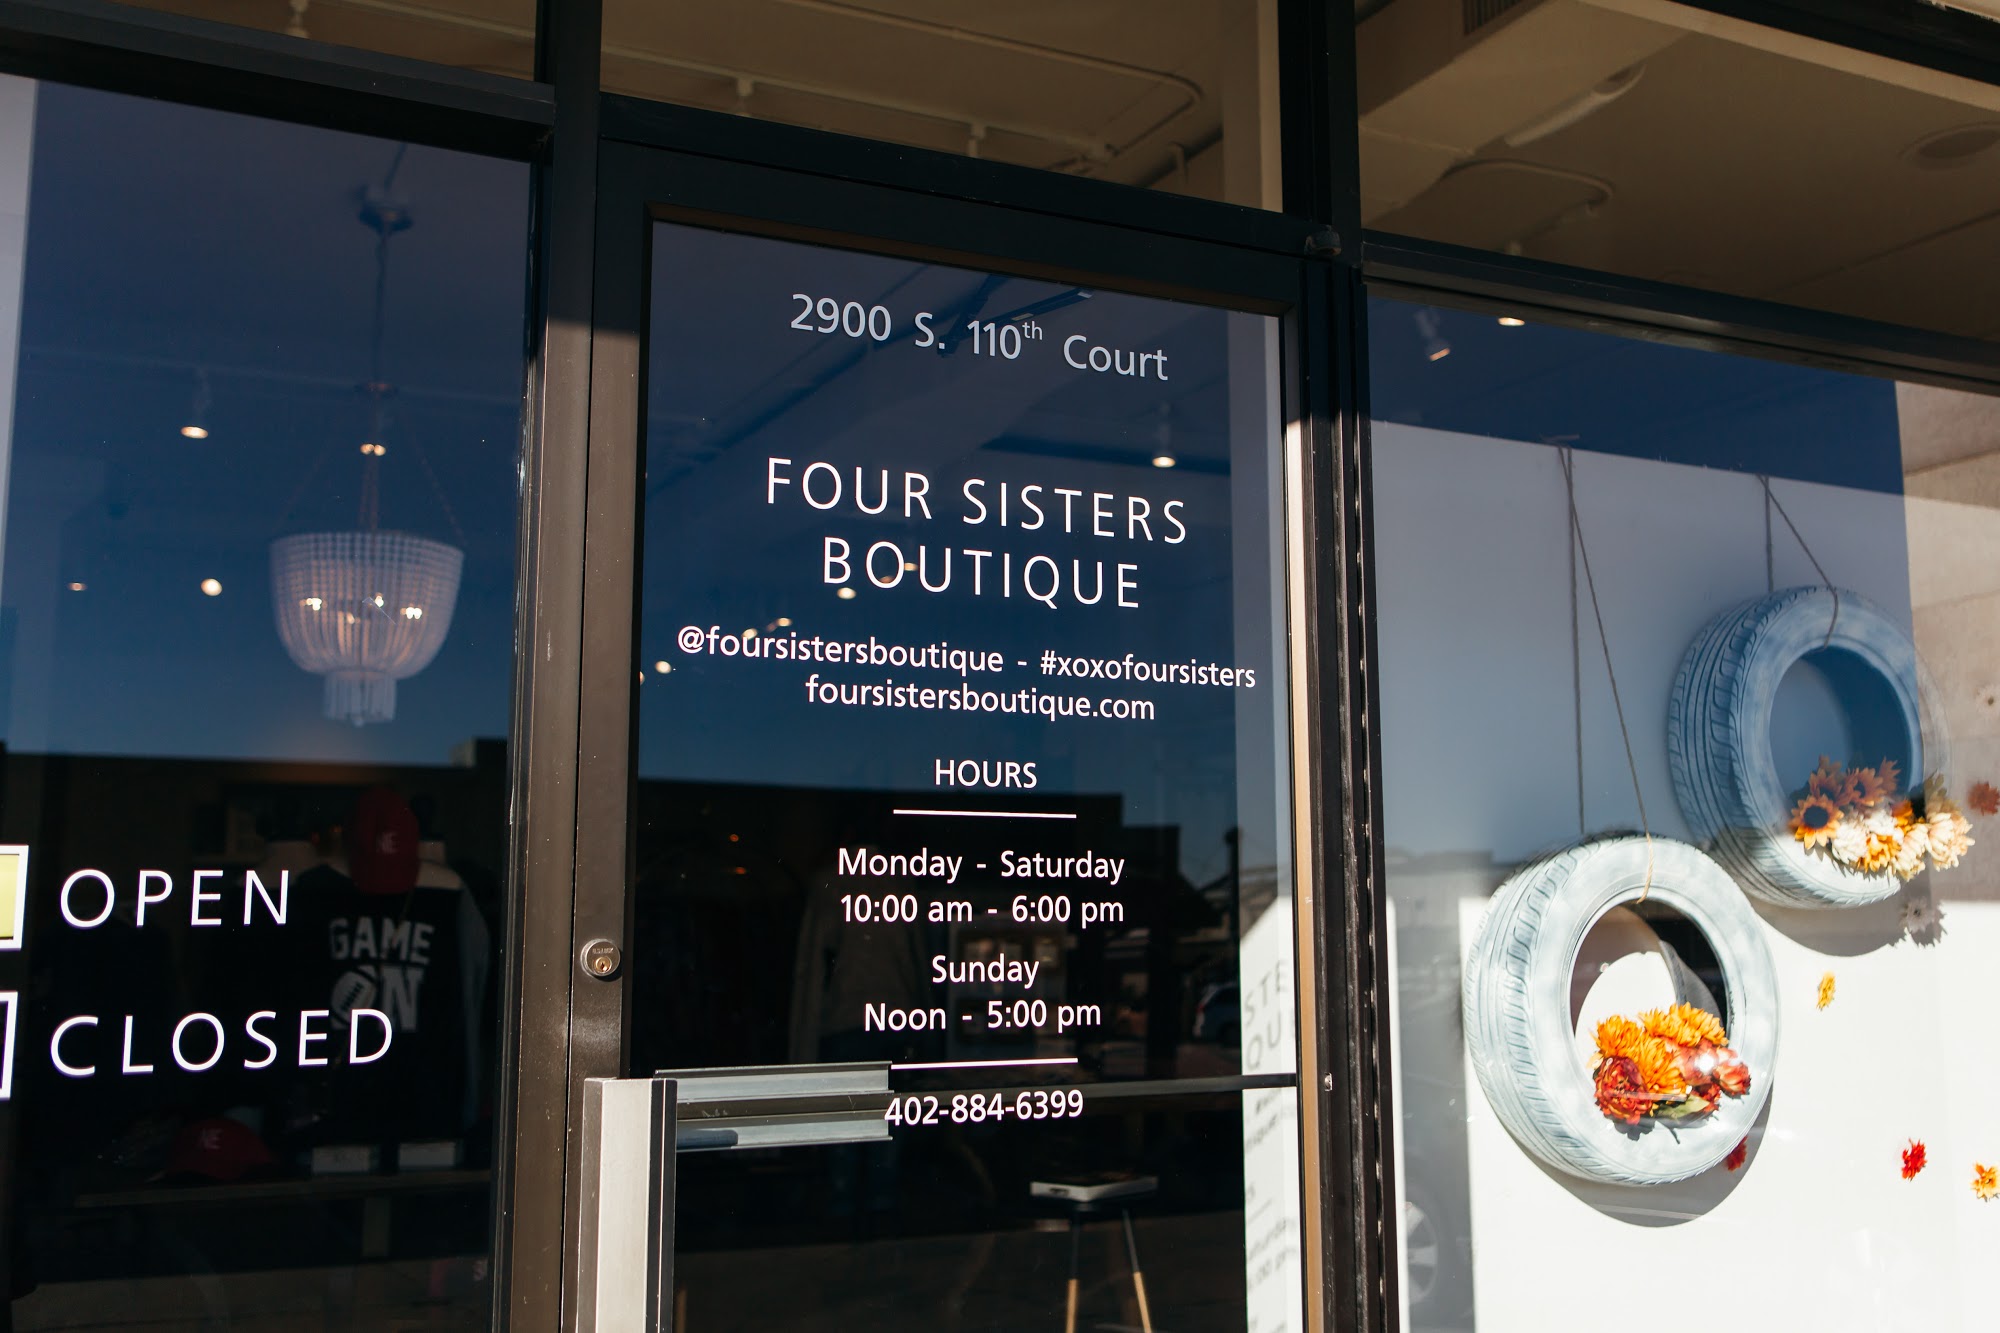 2900 S. 110th Court
FOUR SISTERS
BOUTIQUE
@foursistersboutique - #xoxofoursisters
foursistersboutique.com
HOURS
Monday - Saturday
10:00 am - 6:00 pm
Sunday
Noon - 5:00 pm
402-884-6399
OPEN
CLOSED
GAME
ON